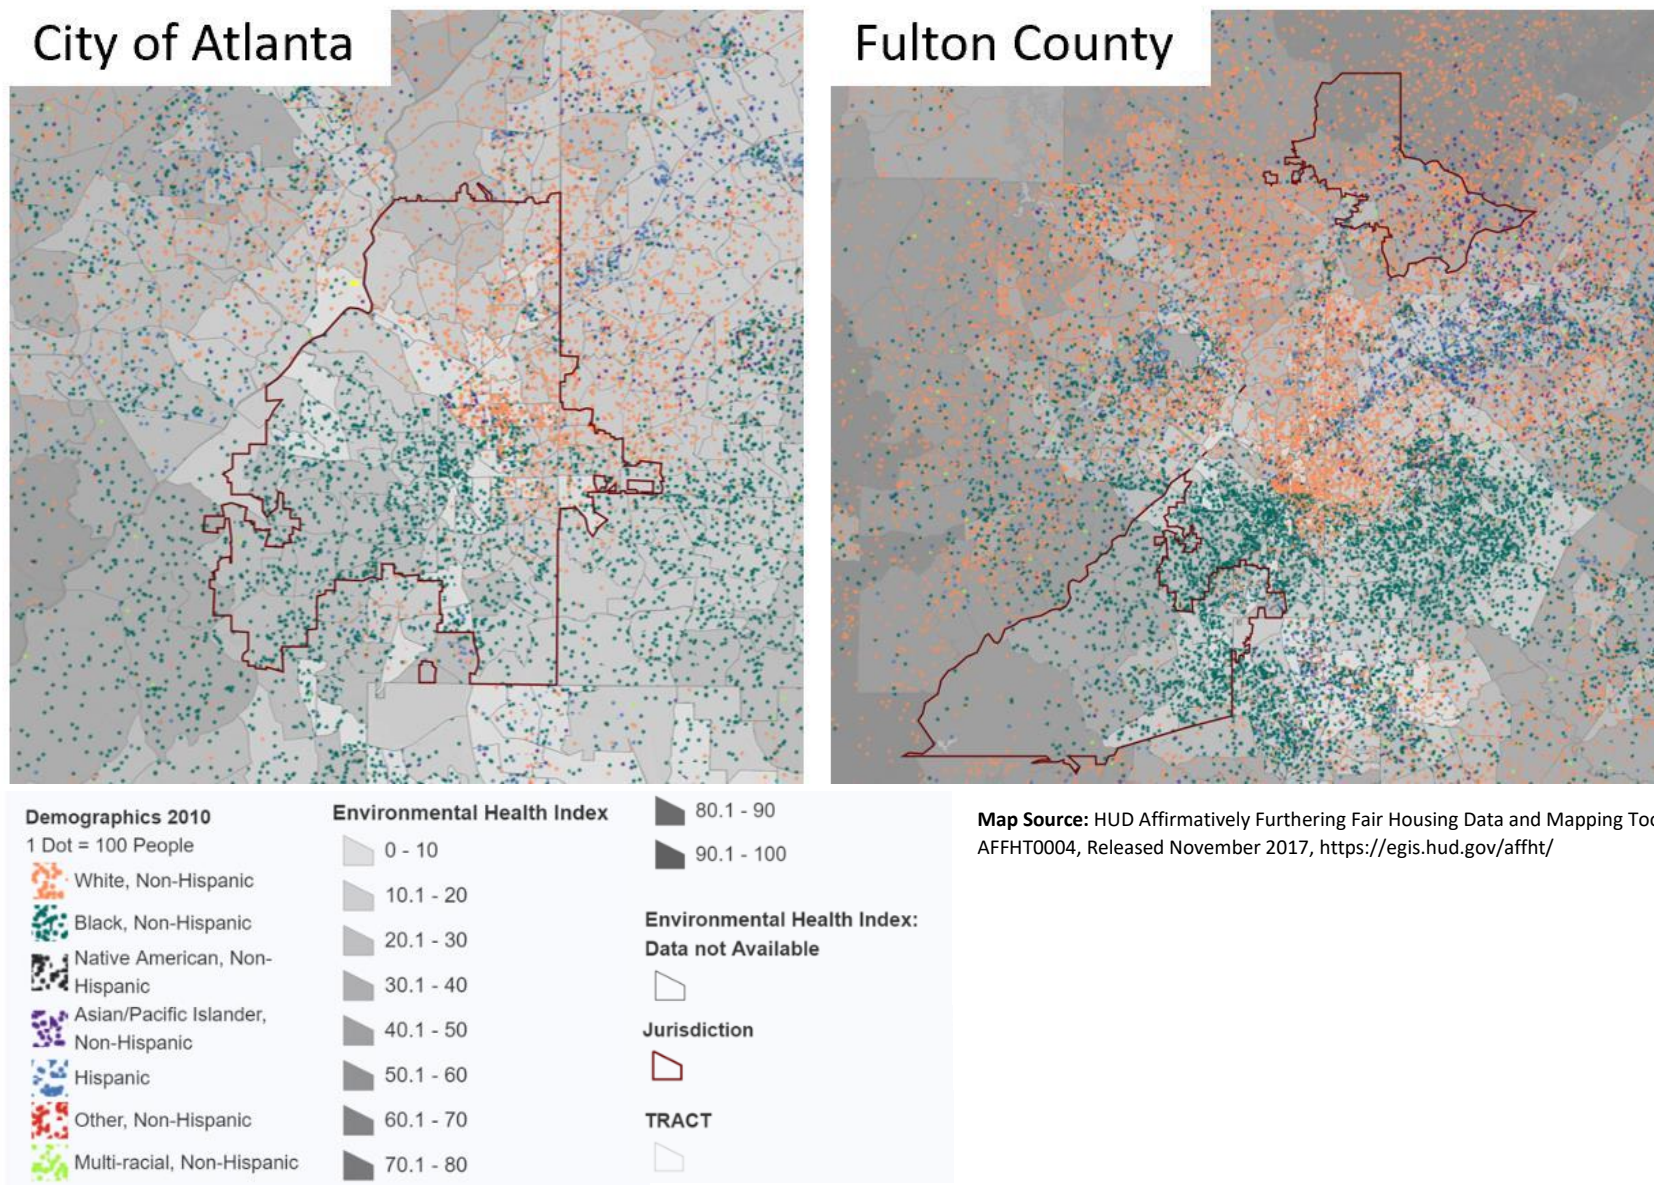 City of Atlanta
Fulton County
Demographics 2010
1 Dot = 100 People
White, Non-Hispanic
Black, Non-Hispanic
Native American, Non-
Hispanic
Asian/Pacific Islander,
Non-Hispanic
Hispanic
Other, Non-Hispanic
Multi-racial, Non-Hispanic
Environmental Health Index
0 - 10
10.1 - 20
20.1 - 30
30.1 - 40
40.1 - 50
50.1 - 60
60.1 - 70
70.1 - 80
80.1 - 90
90.1 - 100
Environmental Health Index:
Data not Available
Jurisdiction
TRACT
Map Source: HUD Affirmatively Furthering Fair Housing Data and Mapping Too
AFFHT0004, Released November 2017, https://egis.hud.gov/affht/